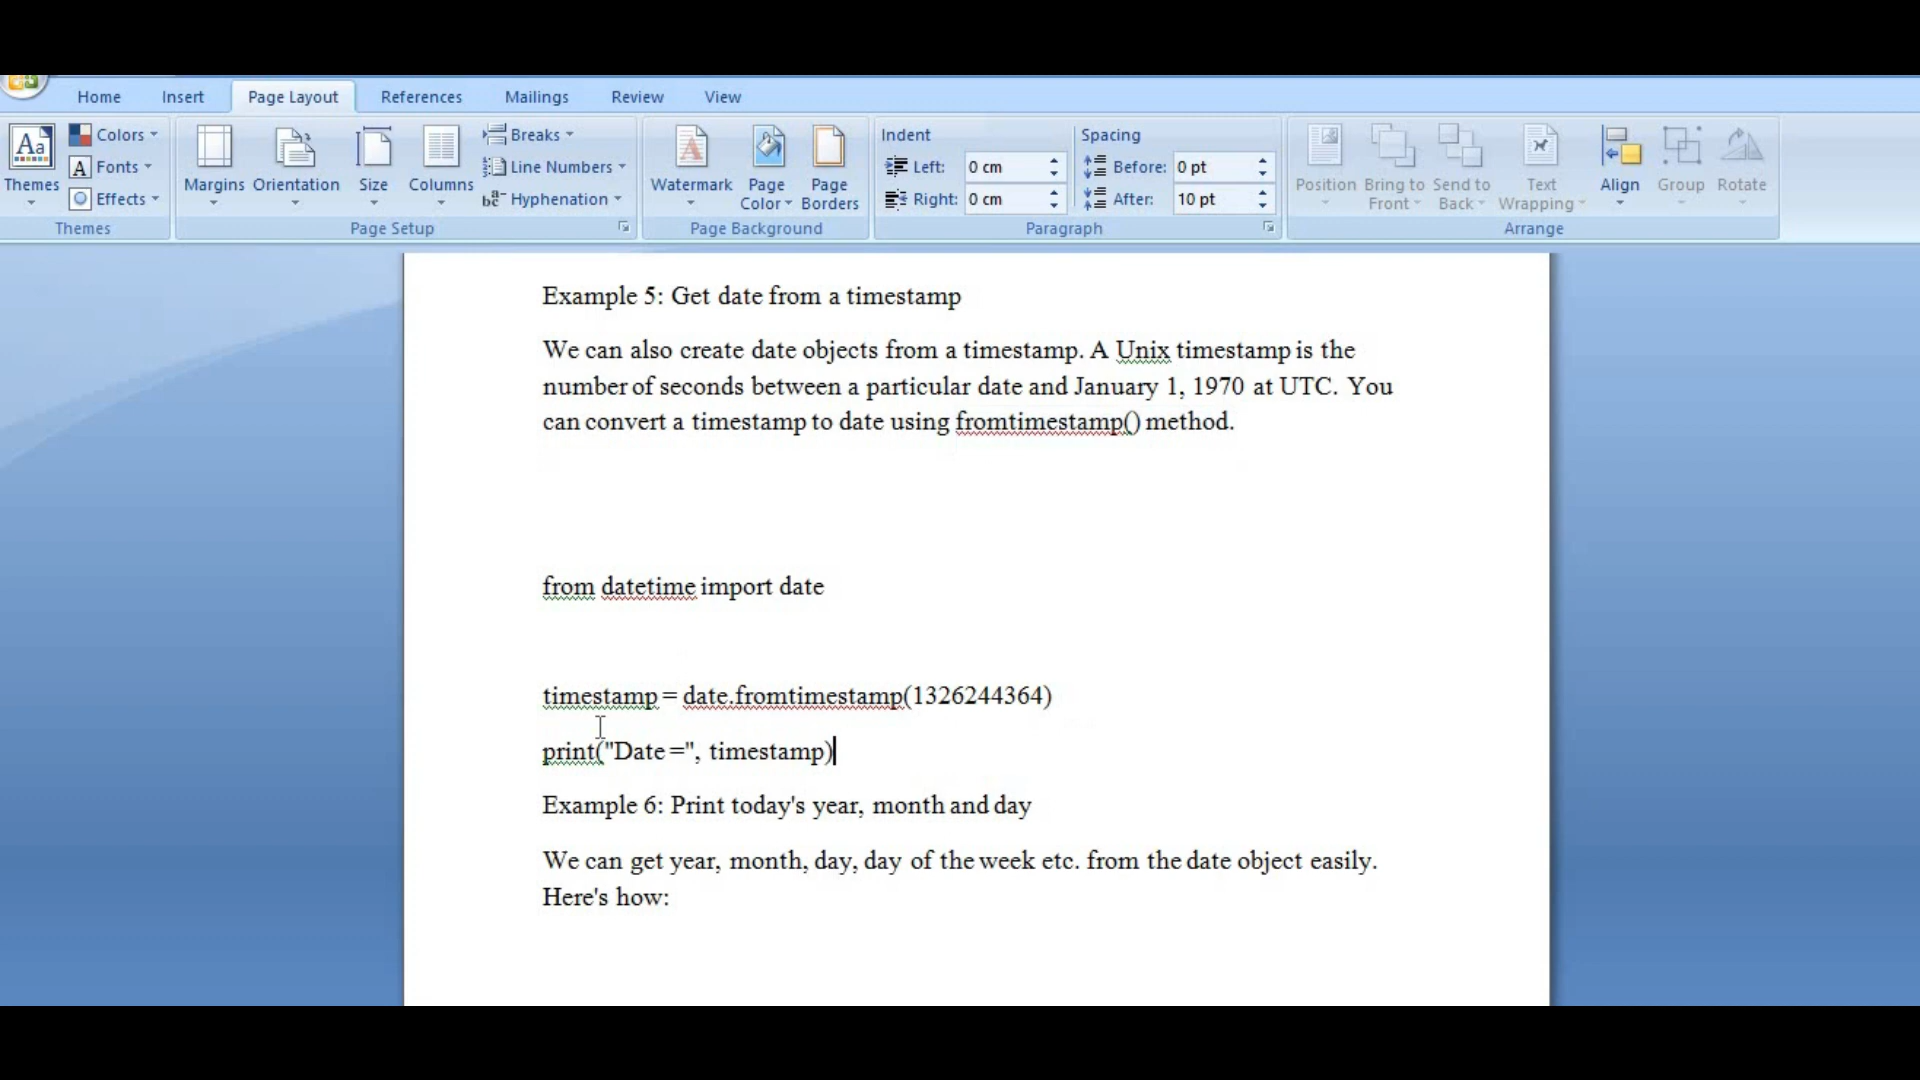 Home Insert Page Layout References Mailings Review View
Aa Colors Breaks Indent Spacing
A Fonts Line Numbers Left: 0 cm Before: 0 pt
Themes Margins Orientation Size Columns Watermark Page Color Page Borders Position Bring to Front Send to Back Text Wrapping Align Group Rotate
Effects Hyphenation Right: 0 cm After: 10 pt
Themes Page Setup Page Background Paragraph Arrange
Example 5: Get date from a timestamp
We can also create date objects from a timestamp. A Unix timestamp is the
number of seconds between a particular date and January 1, 1970 at UTC. You
can convert a timestamp to date using fromtimestamp() method.
from datetime import date
timestamp = date.fromtimestamp(1326244364)
print("Date =", timestamp)
Example 6: Print today's year, month and day
We can get year, month, day, day of the week etc. from the date object easily.
Here's how: